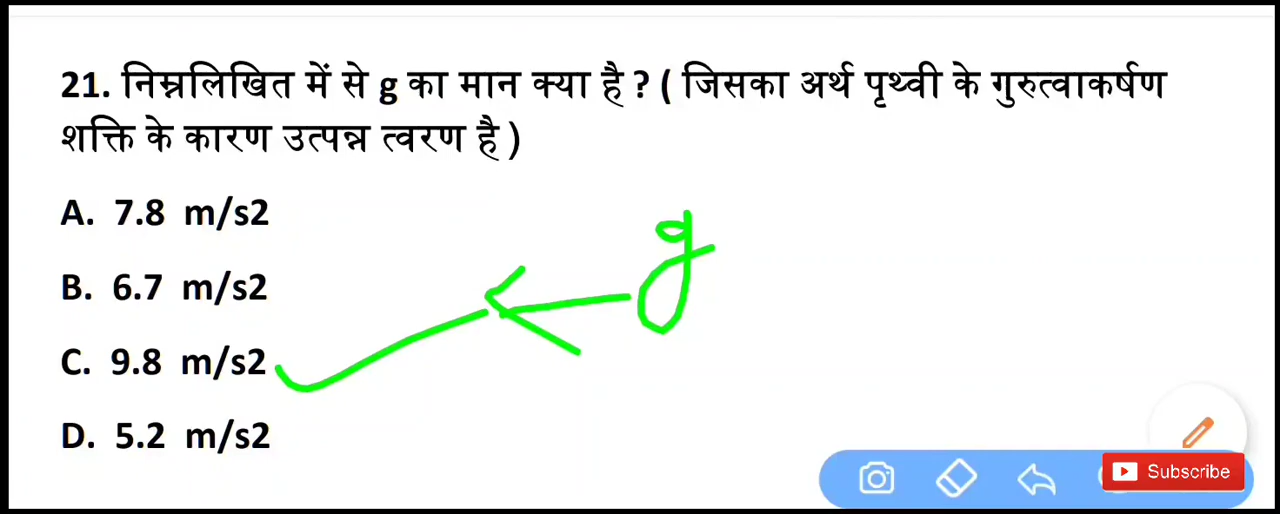 21. निम्नलिखित में से g का मान क्या है ? ( जिसका अर्थ पृथ्वी के गुरुत्वाकर्षण
शक्ति के कारण उत्पन्न त्वरण है )
A. 7.8 m/s2
B. 6.7 m/s2
C. 9.8 m/s2
D. 5.2 m/s2
g
Subscribe